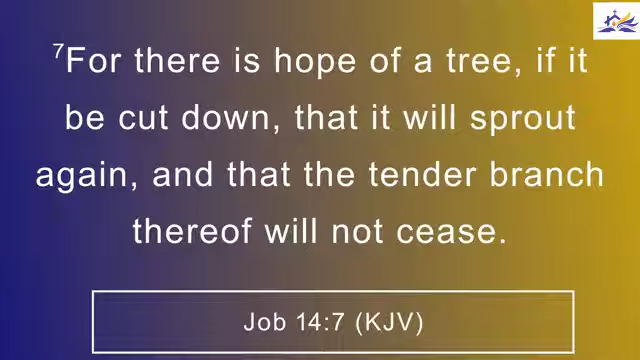 ⁷For there is hope of a tree, if it
be cut down, that it will sprout
again, and that the tender branch
thereof will not cease.
Job 14:7 (KJV)